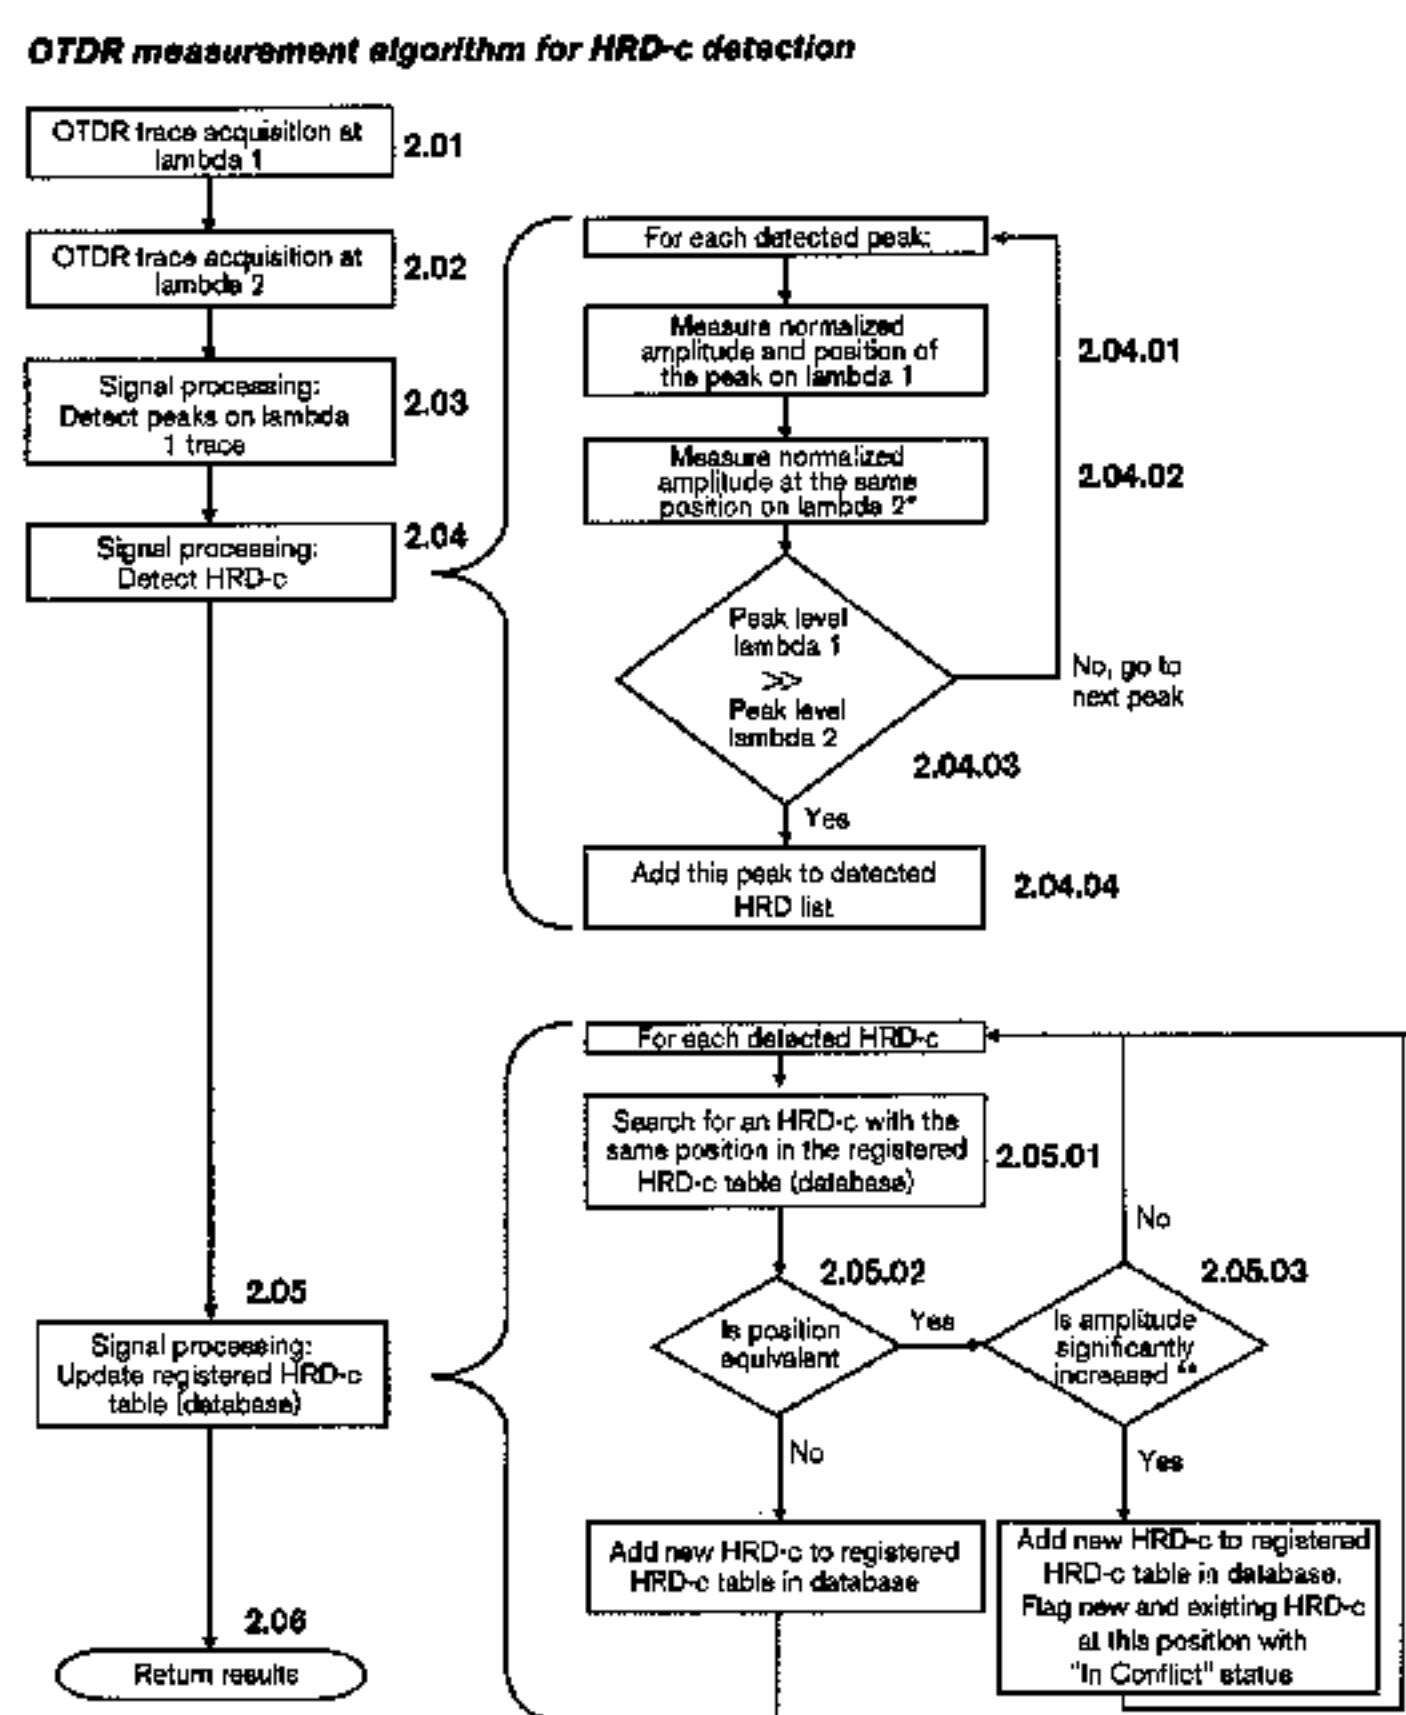 OTDR measurement algorithm for HRD-c detection
OTDR trace acquisition at
lambda 1
2.01
OTDR trace acquisition at
lambda 2
2.02
Signal processing:
Detect peaks on lambda
1 trace
2.03
Signal processing:
Detect HRD-c
2.04
For each detected peak:
Measure normalized
amplitude and position of
the peak on lambda 1
2.04.01
Measure normalized
amplitude at the same
position on lambda 2*
2.04.02
Peak level
lambda 1
>>
Peak level
lambda 2
No, go to
next peak
2.04.03
Yes
Add this peak to detected
HRD list
2.04.04
For each detected HRD-c
Search for an HRD-c with the
same position in the registered
HRD-c table (database)
2.05.01
2.05
Signal processing:
Update registered HRD-c
table (database)
2.05.02
Is position
equivalent
Yes
No
2.05.03
Is amplitude
significantly
increased **
No
Yes
Add new HRD-c to registered
HRD-c table in database
Add new HRD-c to registered
HRD-c table in database.
Flag new and existing HRD-c
at this position with
"In Conflict" status
2.06
Return results